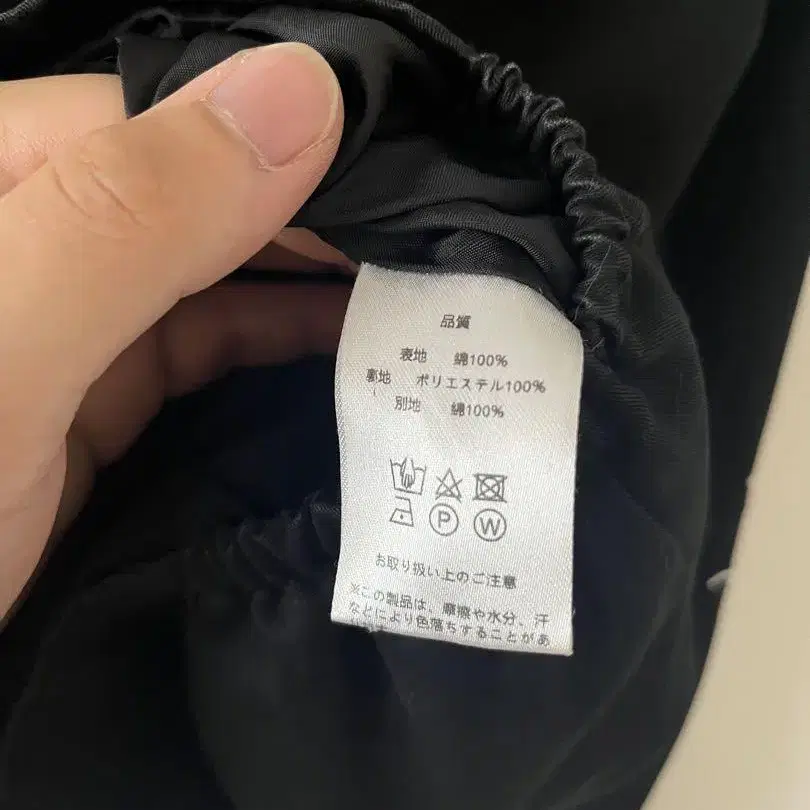 品質
表地 綿100%
裏地 ポリエステル100%
別地 綿100%
P W
お取り扱い上のご注意
※この製品は、摩擦や水分、汗
などにより色落ちすることがあ